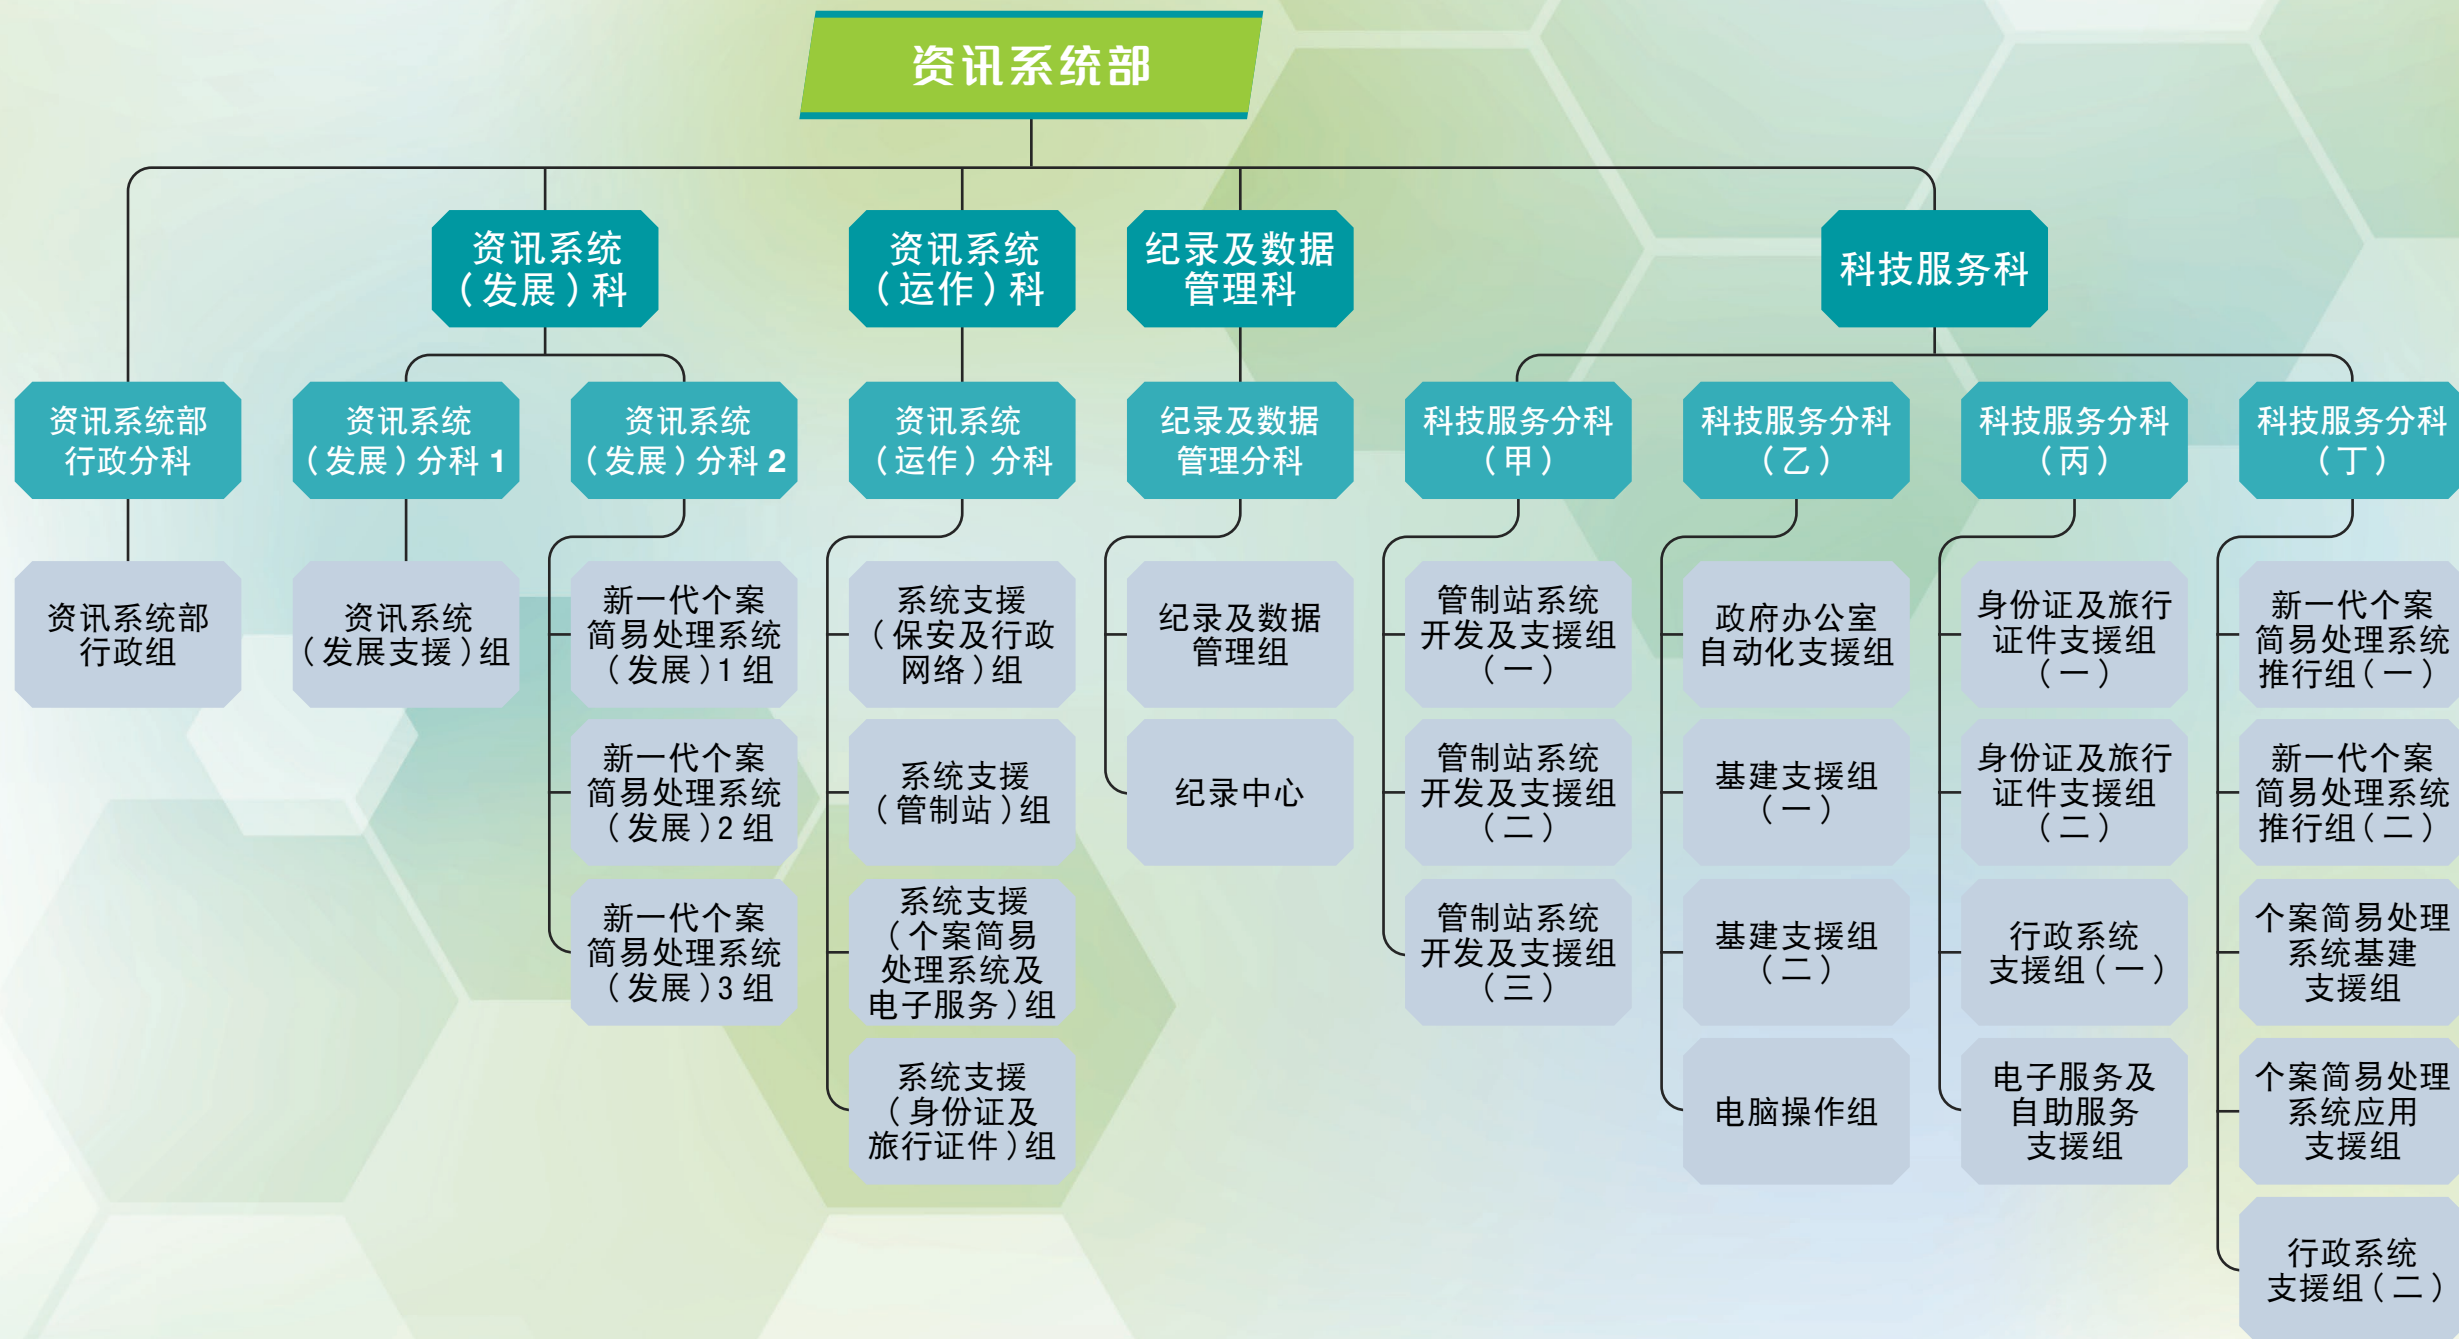 资讯系统部
资讯系统
（发展）科
资讯系统
（运作）科
纪录及数据
管理科
科技服务科
资讯系统部
行政分科
资讯系统
（发展）分科 1
资讯系统
（发展）分科 2
资讯系统
（运作）分科
纪录及数据
管理分科
科技服务分科
（甲）
科技服务分科
（乙）
科技服务分科
（丙）
科技服务分科
（丁）
资讯系统部
行政组
资讯系统
（发展支援）组
新一代个案
简易处理系统
（发展）1 组
新一代个案
简易处理系统
（发展）2 组
新一代个案
简易处理系统
（发展）3 组
系统支援
（保安及行政
网络）组
系统支援
（管制站）组
系统支援
（个案简易
处理系统及
电子服务）组
系统支援
（身份证及
旅行证件）组
纪录及数据
管理组
纪录中心
管制站系统
开发及支援组
（一）
管制站系统
开发及支援组
（二）
管制站系统
开发及支援组
（三）
政府办公室
自动化支援组
基建支援组
（一）
基建支援组
（二）
电脑操作组
身份证及旅行
证件支援组
（一）
身份证及旅行
证件支援组
（二）
行政系统
支援组（一）
电子服务及
自助服务
支援组
新一代个案
简易处理系统
推行组（一）
新一代个案
简易处理系统
推行组（二）
个案简易处理
系统基建
支援组
个案简易处理
系统应用
支援组
行政系统
支援组（二）